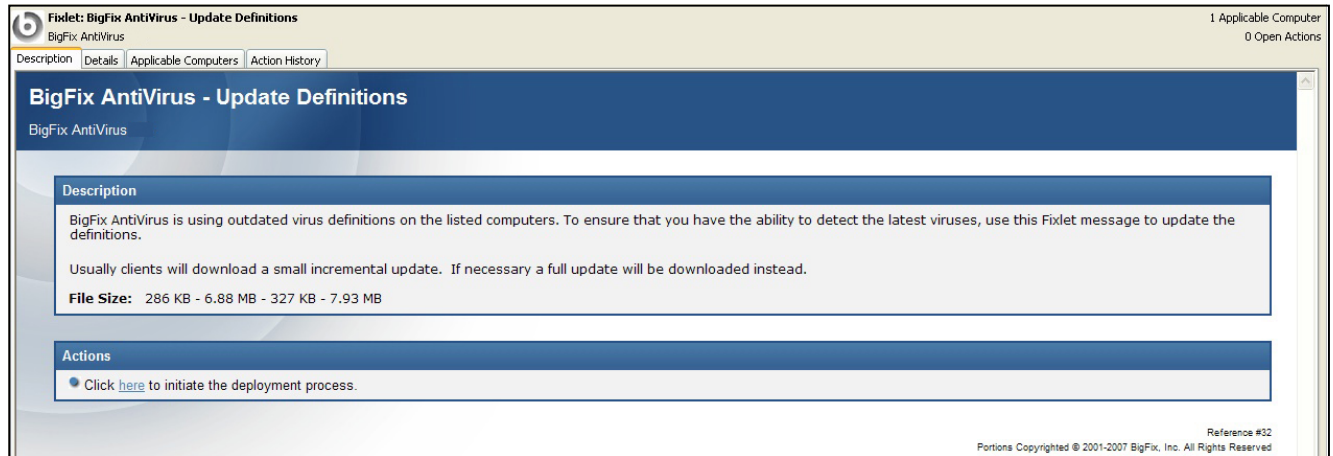 Fixlet: BigFix AntiVirus - Update Definitions
1 Applicable Computer
BigFix AntiVirus
0 Open Actions
Description Details Applicable Computers Action History
BigFix AntiVirus - Update Definitions
BigFix AntiVirus
Description
BigFix AntiVirus is using outdated virus definitions on the listed computers. To ensure that you have the ability to detect the latest viruses, use this Fixlet message to update the
definitions.
Usually clients will download a small incremental update. If necessary a full update will be downloaded instead.
File Size: 286 KB - 6.88 MB - 327 KB - 7.93 MB
Actions
Click here to initiate the deployment process.
Reference #32
Portions Copyrighted © 2001-2007 BigFix, Inc. All Rights Reserved